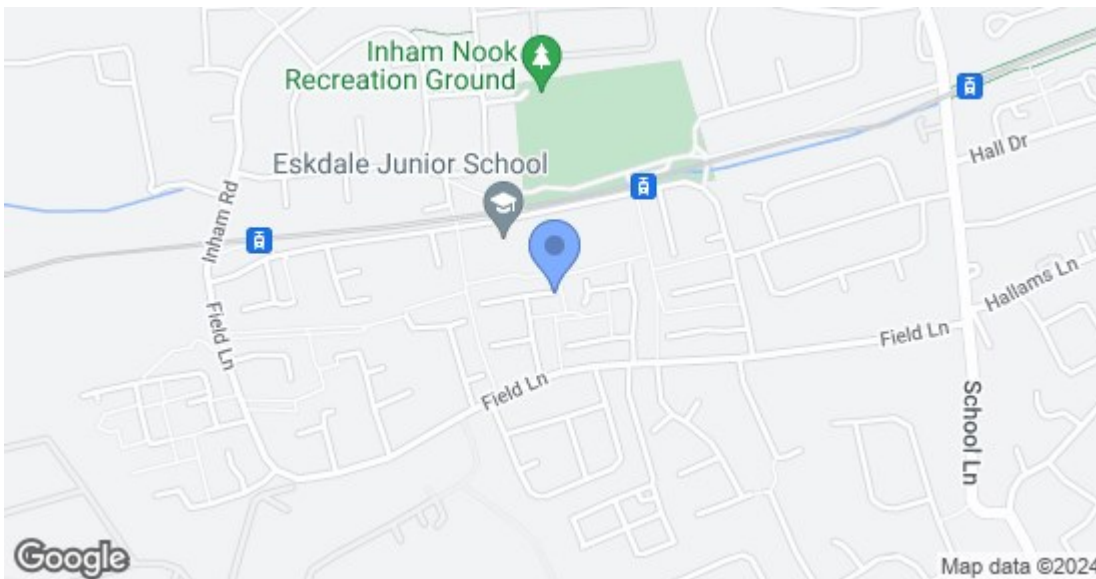 Inham Nook
Recreation Ground
Hall Dr
Eskdale Junior School
Inham Rd
Hallams Ln
Field Ln
Field Ln
Field Ln
School Ln
Google
Map data ©2024